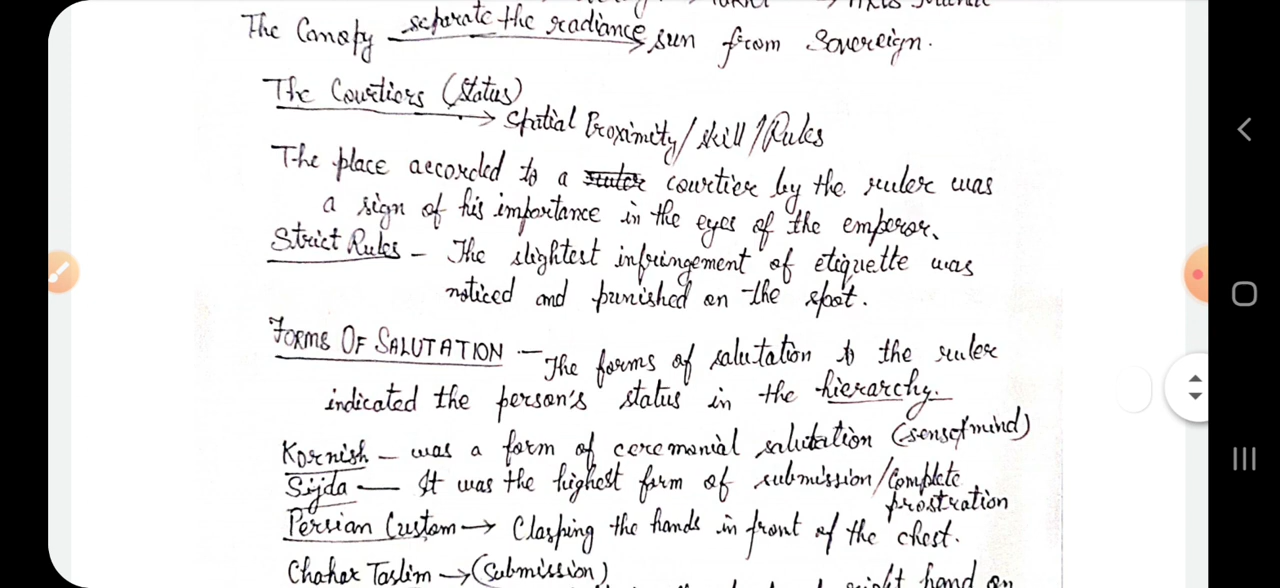 The Canopy separate the radiance sun from Sovereign.
The Courtiers (Status)
→ Spatial Proximity / skill / Rules
The place accorded to a ruler courtier by the ruler was
a sign of his importance in the eyes of the emperor.
Strict Rules - The slightest infringement of etiquette was
noticed and punished on the spot.
FORMS OF SALUTATION - The forms of salutation to the ruler
indicated the person's status in the hierarchy.
Kornish - was a form of ceremonial salutation (sense/mind)
Sijda - It was the highest form of submission/Complete
prostration
Persian Custom → Clasping the hands in front of the chest.
Chahar Taslim → (Submission)
right hand on